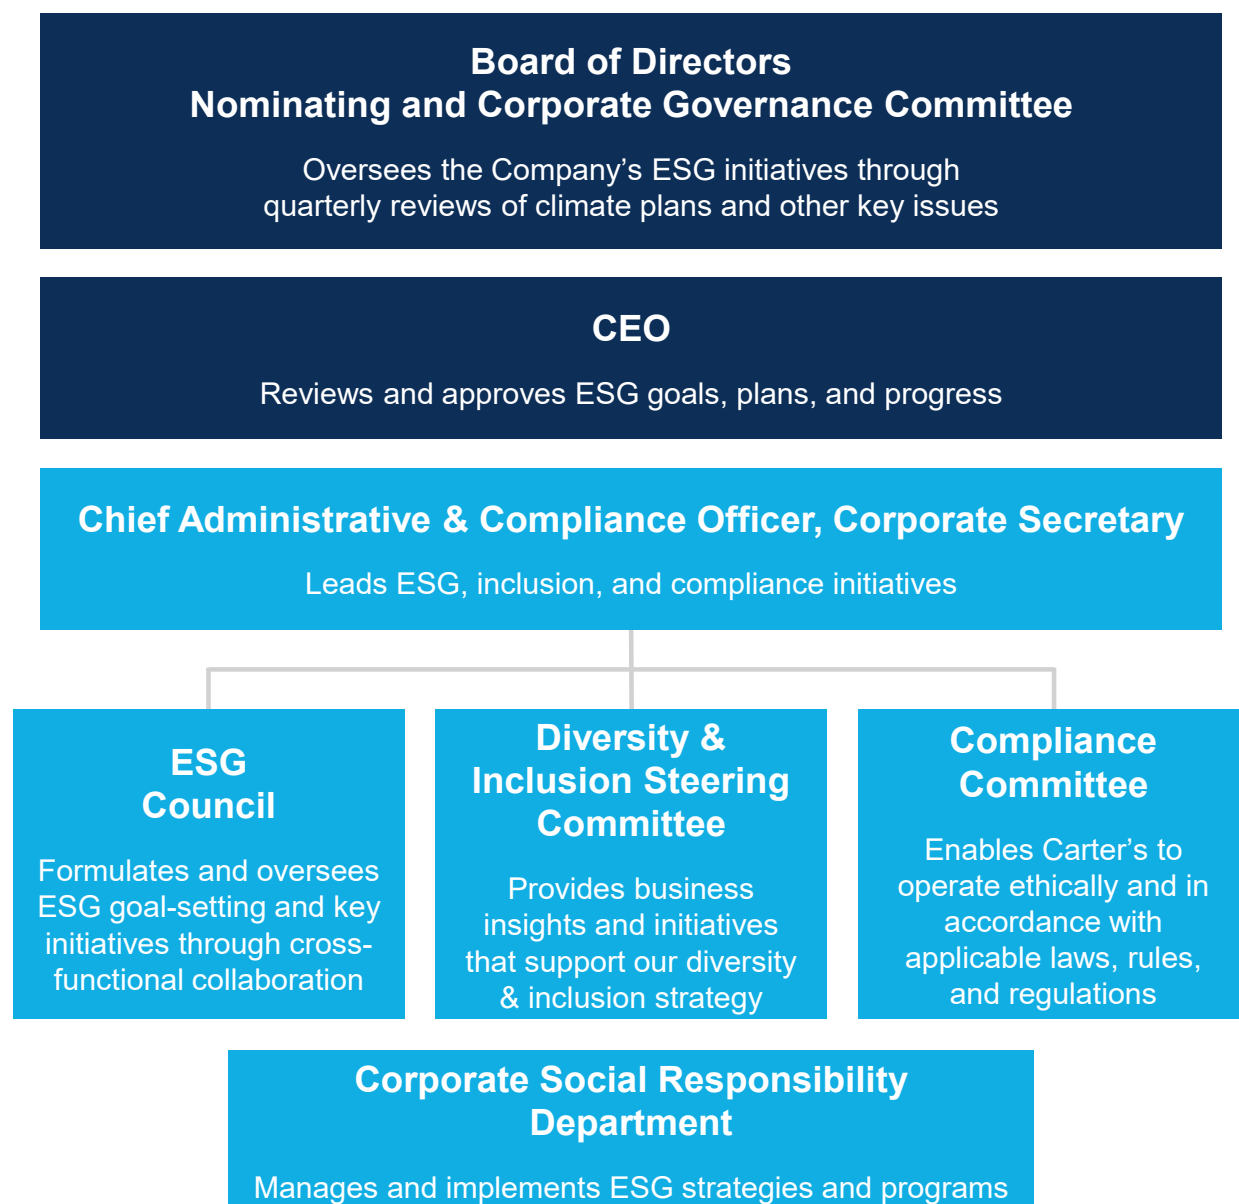 Board of Directors
Nominating and Corporate Governance Committee
Oversees the Company’s ESG initiatives through
quarterly reviews of climate plans and other key issues
CEO
Reviews and approves ESG goals, plans, and progress
Chief Administrative & Compliance Officer, Corporate Secretary
Leads ESG, inclusion, and compliance initiatives
ESG
Council
Formulates and oversees
ESG goal-setting and key
initiatives through cross-
functional collaboration
Diversity &
Inclusion Steering
Committee
Provides business
insights and initiatives
that support our diversity
& inclusion strategy
Compliance
Committee
Enables Carter’s to
operate ethically and in
accordance with
applicable laws, rules,
and regulations
Corporate Social Responsibility
Department
Manages and implements ESG strategies and programs